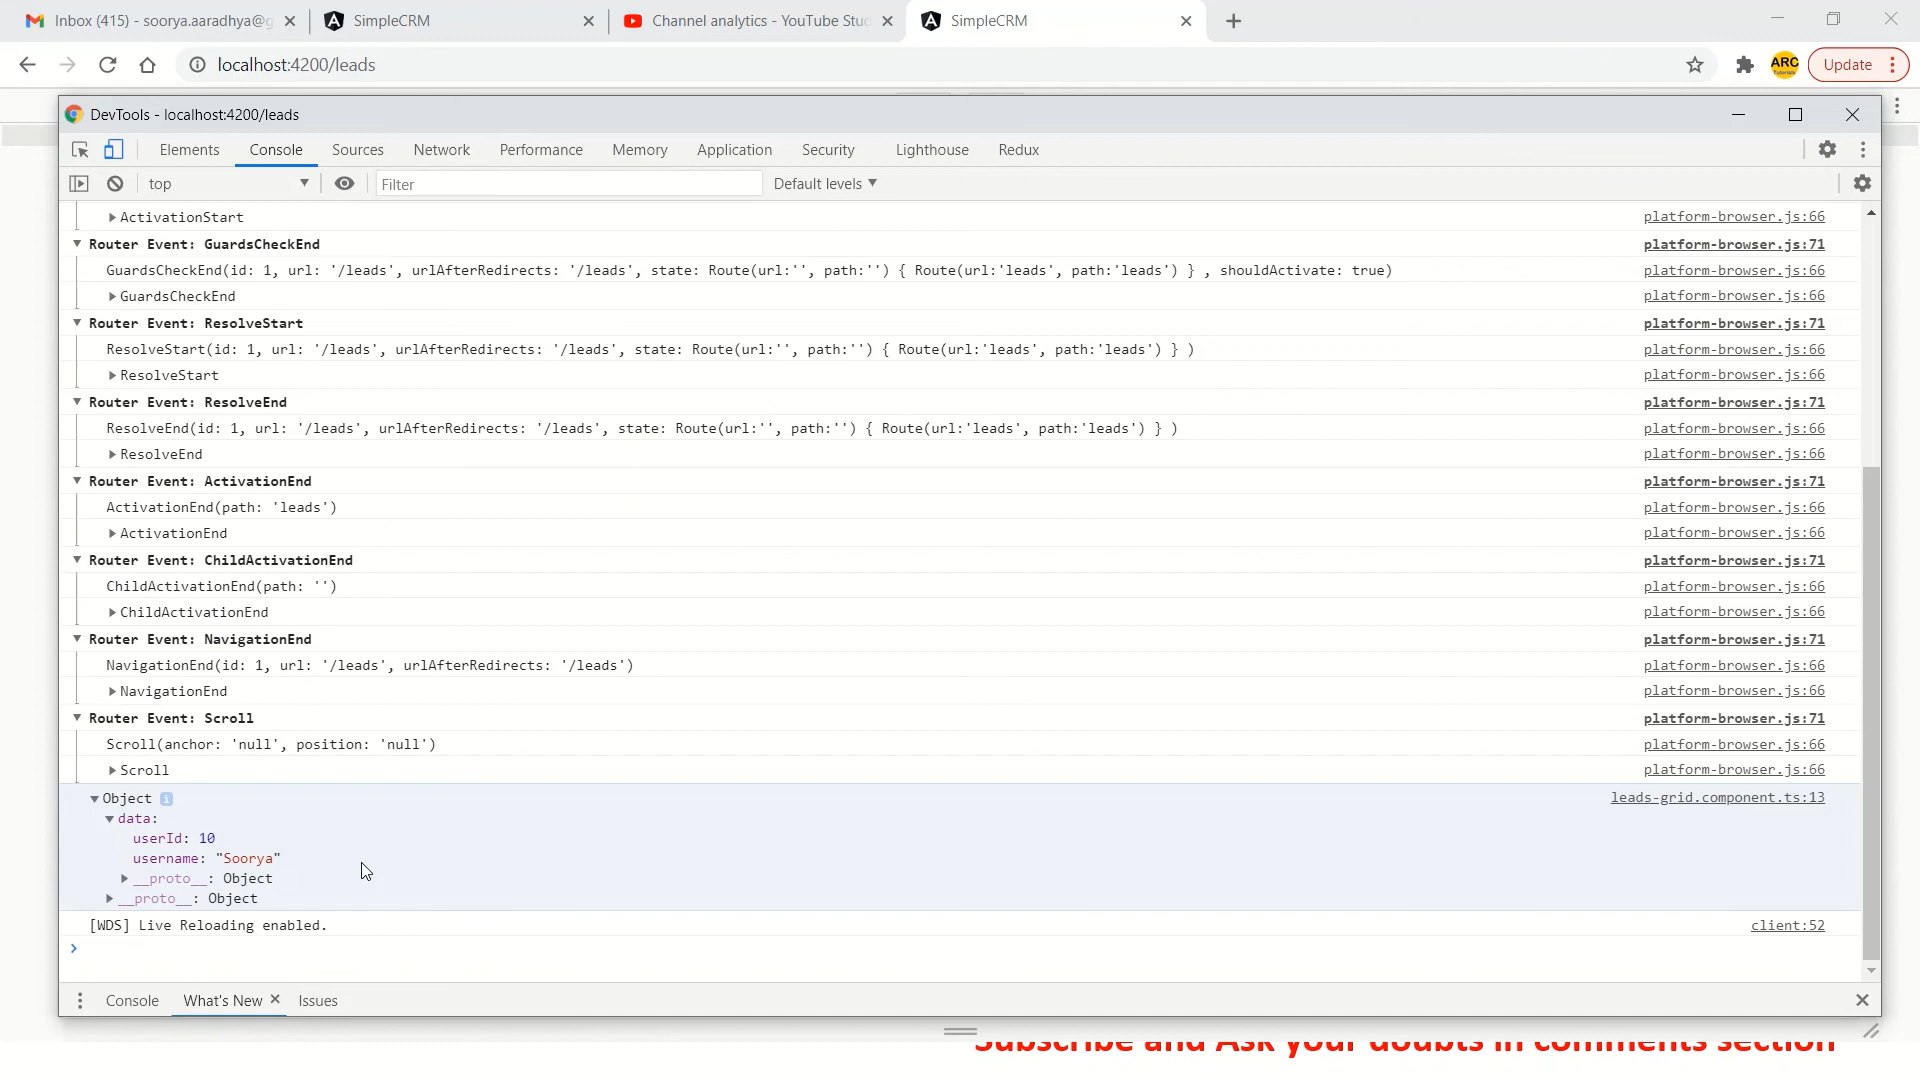 Inbox (415) - soorya.aaradhya@g
SimpleCRM
Channel analytics - YouTube Stud
SimpleCRM
localhost:4200/leads
ARC
Tutorials
Update
DevTools - localhost:4200/leads
Elements Console Sources Network Performance Memory Application Security Lighthouse Redux
top Filter Default levels
ActivationStart platform-browser.js:66
Router Event: GuardsCheckEnd platform-browser.js:71
GuardsCheckEnd(id: 1, url: '/leads', urlAfterRedirects: '/leads', state: Route(url:'', path:'') { Route(url:'leads', path:'leads') } , shouldActivate: true) platform-browser.js:66
GuardsCheckEnd platform-browser.js:66
Router Event: ResolveStart platform-browser.js:71
ResolveStart(id: 1, url: '/leads', urlAfterRedirects: '/leads', state: Route(url:'', path:'') { Route(url:'leads', path:'leads') } ) platform-browser.js:66
ResolveStart platform-browser.js:66
Router Event: ResolveEnd platform-browser.js:71
ResolveEnd(id: 1, url: '/leads', urlAfterRedirects: '/leads', state: Route(url:'', path:'') { Route(url:'leads', path:'leads') } ) platform-browser.js:66
ResolveEnd platform-browser.js:66
Router Event: ActivationEnd platform-browser.js:71
ActivationEnd(path: 'leads') platform-browser.js:66
ActivationEnd platform-browser.js:66
Router Event: ChildActivationEnd platform-browser.js:71
ChildActivationEnd(path: '') platform-browser.js:66
ChildActivationEnd platform-browser.js:66
Router Event: NavigationEnd platform-browser.js:71
NavigationEnd(id: 1, url: '/leads', urlAfterRedirects: '/leads') platform-browser.js:66
NavigationEnd platform-browser.js:66
Router Event: Scroll platform-browser.js:71
Scroll(anchor: 'null', position: 'null') platform-browser.js:66
Scroll platform-browser.js:66
Object i leads-grid.component.ts:13
data:
userId: 10
username: "Soorya"
__proto__: Object
__proto__: Object
[WDS] Live Reloading enabled. client:52
Console What's New Issues
Subscribe and Ask your doubts in comments section